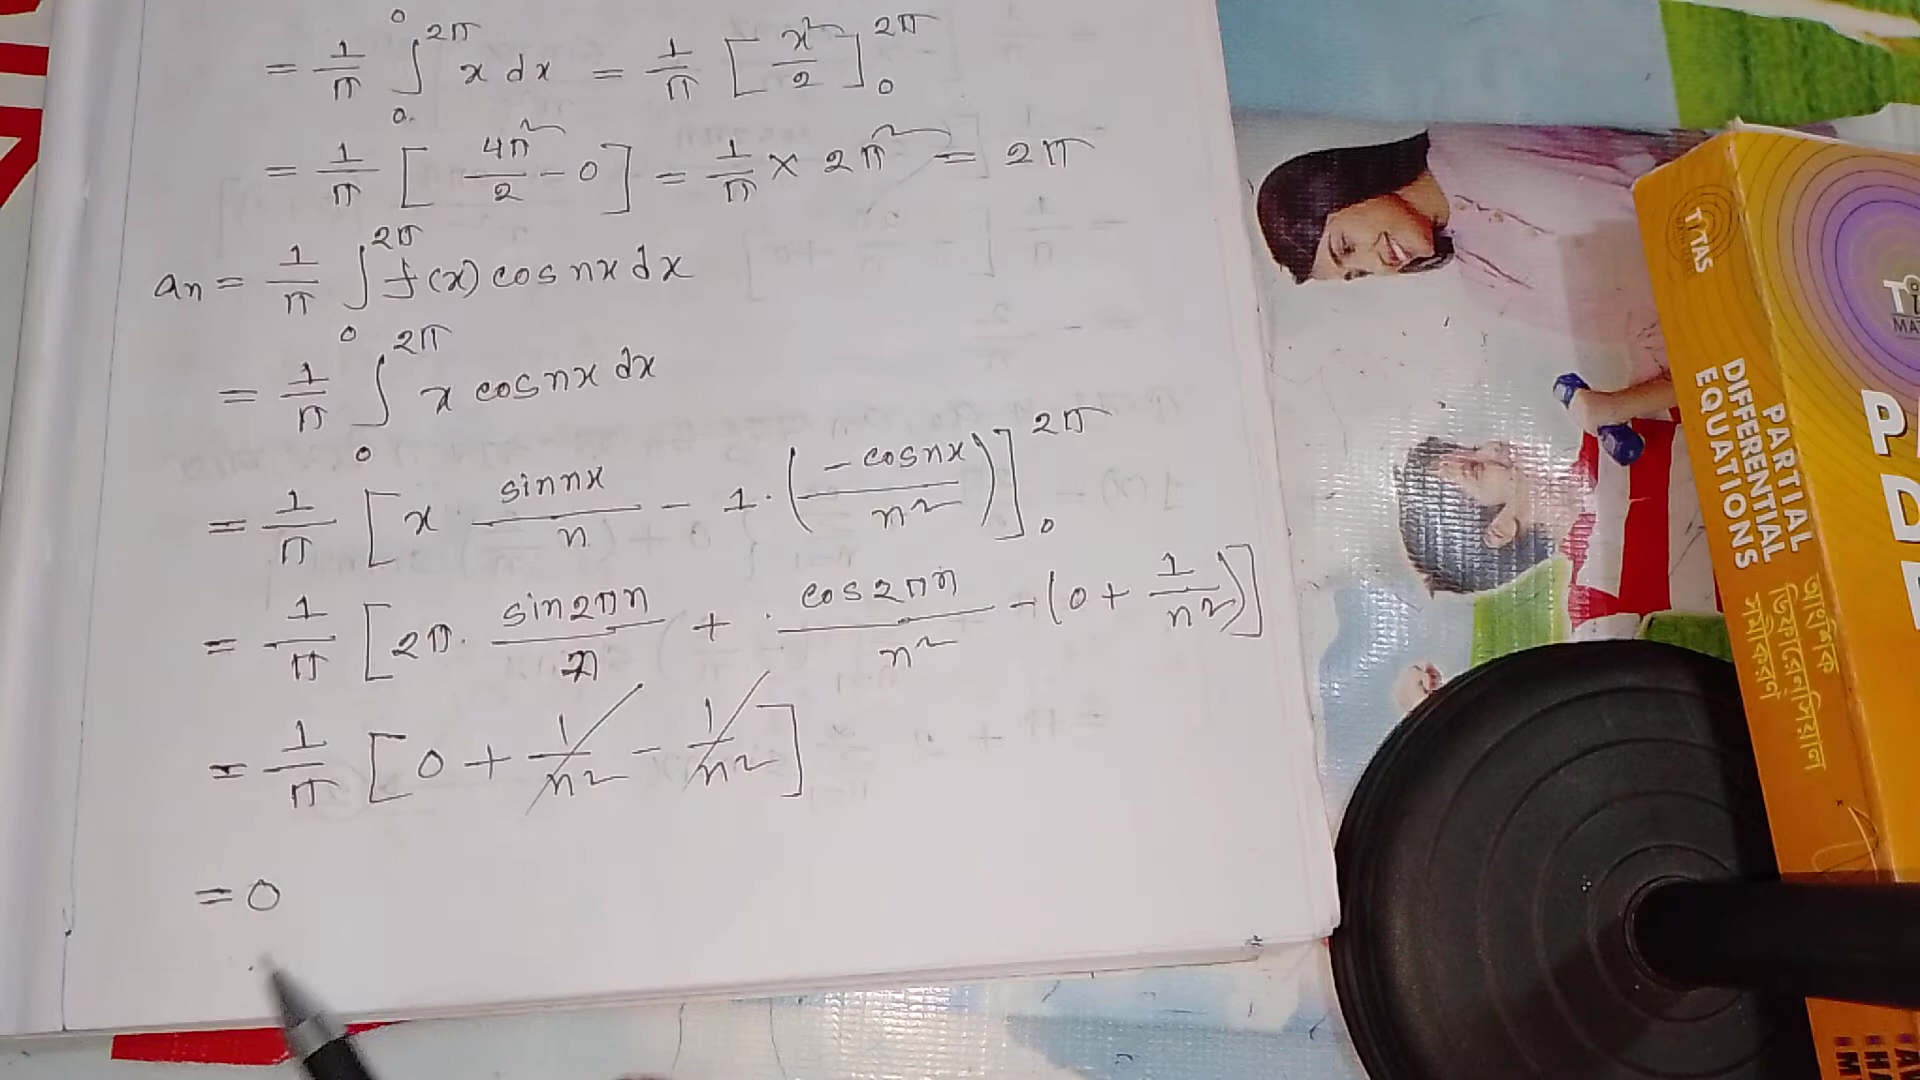 = 1/π ∫₀^2π x dx = 1/π [x²/2]₀^2π
= 1/π [4π²/2 - 0] = 1/π × 2π² = 2π
an = 1/π ∫₀^2π f(x) cos nx dx
= 1/π ∫₀^2π x cos nx dx
= 1/π [x sin nx/n - 1·(-cos nx/n²)]₀^2π
= 1/π [2π · sin 2πn/n + cos 2πn/n² - (0 + 1/n²)]
= 1/π [0 + 1/n² - 1/n²]
= 0
TITAS
PARTIAL
DIFFERENTIAL
EQUATIONS
আংশিক
ডিফারেন্সিয়াল
সমীকরণ
P
D